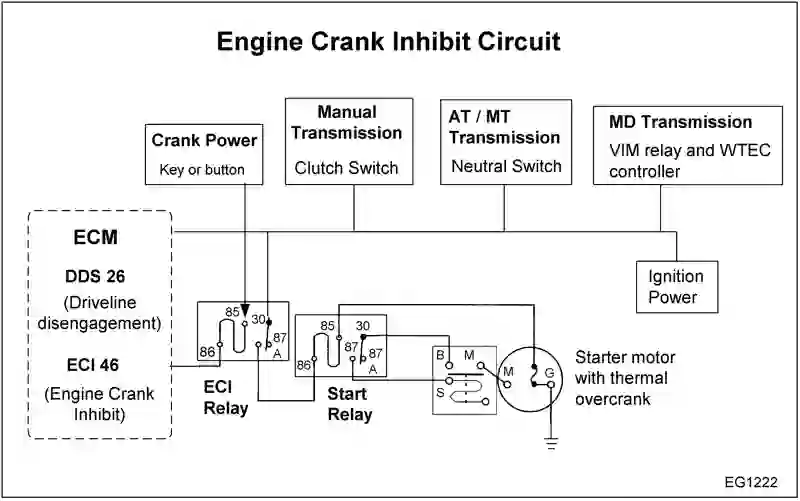 Engine Crank Inhibit Circuit
Crank Power
Key or button
Manual
Transmission
Clutch Switch
AT / MT
Transmission
Neutral Switch
MD Transmission
VIM relay and WTEC
controller
ECM
DDS 26
(Driveline
disengagement)
ECI 46
(Engine Crank
Inhibit)
Ignition
Power
85
30
86
87
A
ECI
Relay
85
30
86
87
87
A
Start
Relay
B
M
S
M
G
Starter motor
with thermal
overcrank
EG1222